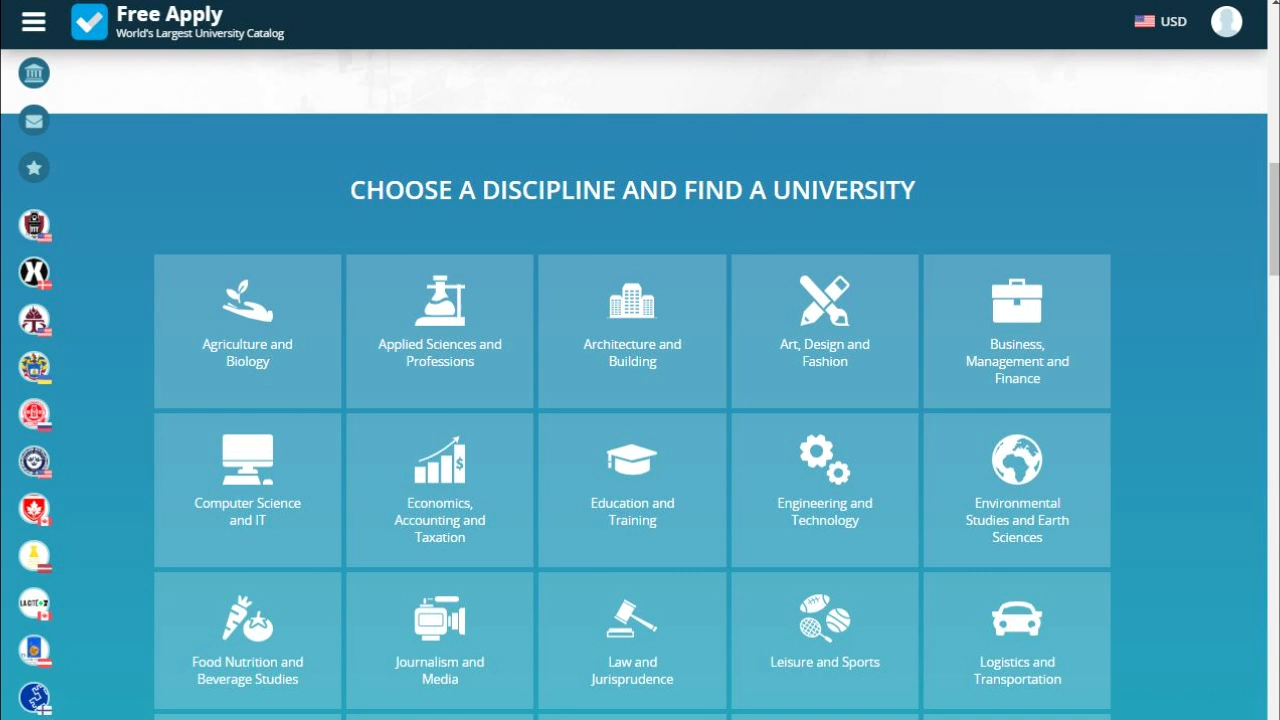 Free Apply
World's Largest University Catalog
USD
CHOOSE A DISCIPLINE AND FIND A UNIVERSITY
Agriculture and
Biology
Applied Sciences and
Professions
Architecture and
Building
Art, Design and
Fashion
Business,
Management and
Finance
Computer Science
and IT
Economics,
Accounting and
Taxation
Education and
Training
Engineering and
Technology
Environmental
Studies and Earth
Sciences
Food Nutrition and
Beverage Studies
Journalism and
Media
Law and
Jurisprudence
Leisure and Sports
Logistics and
Transportation